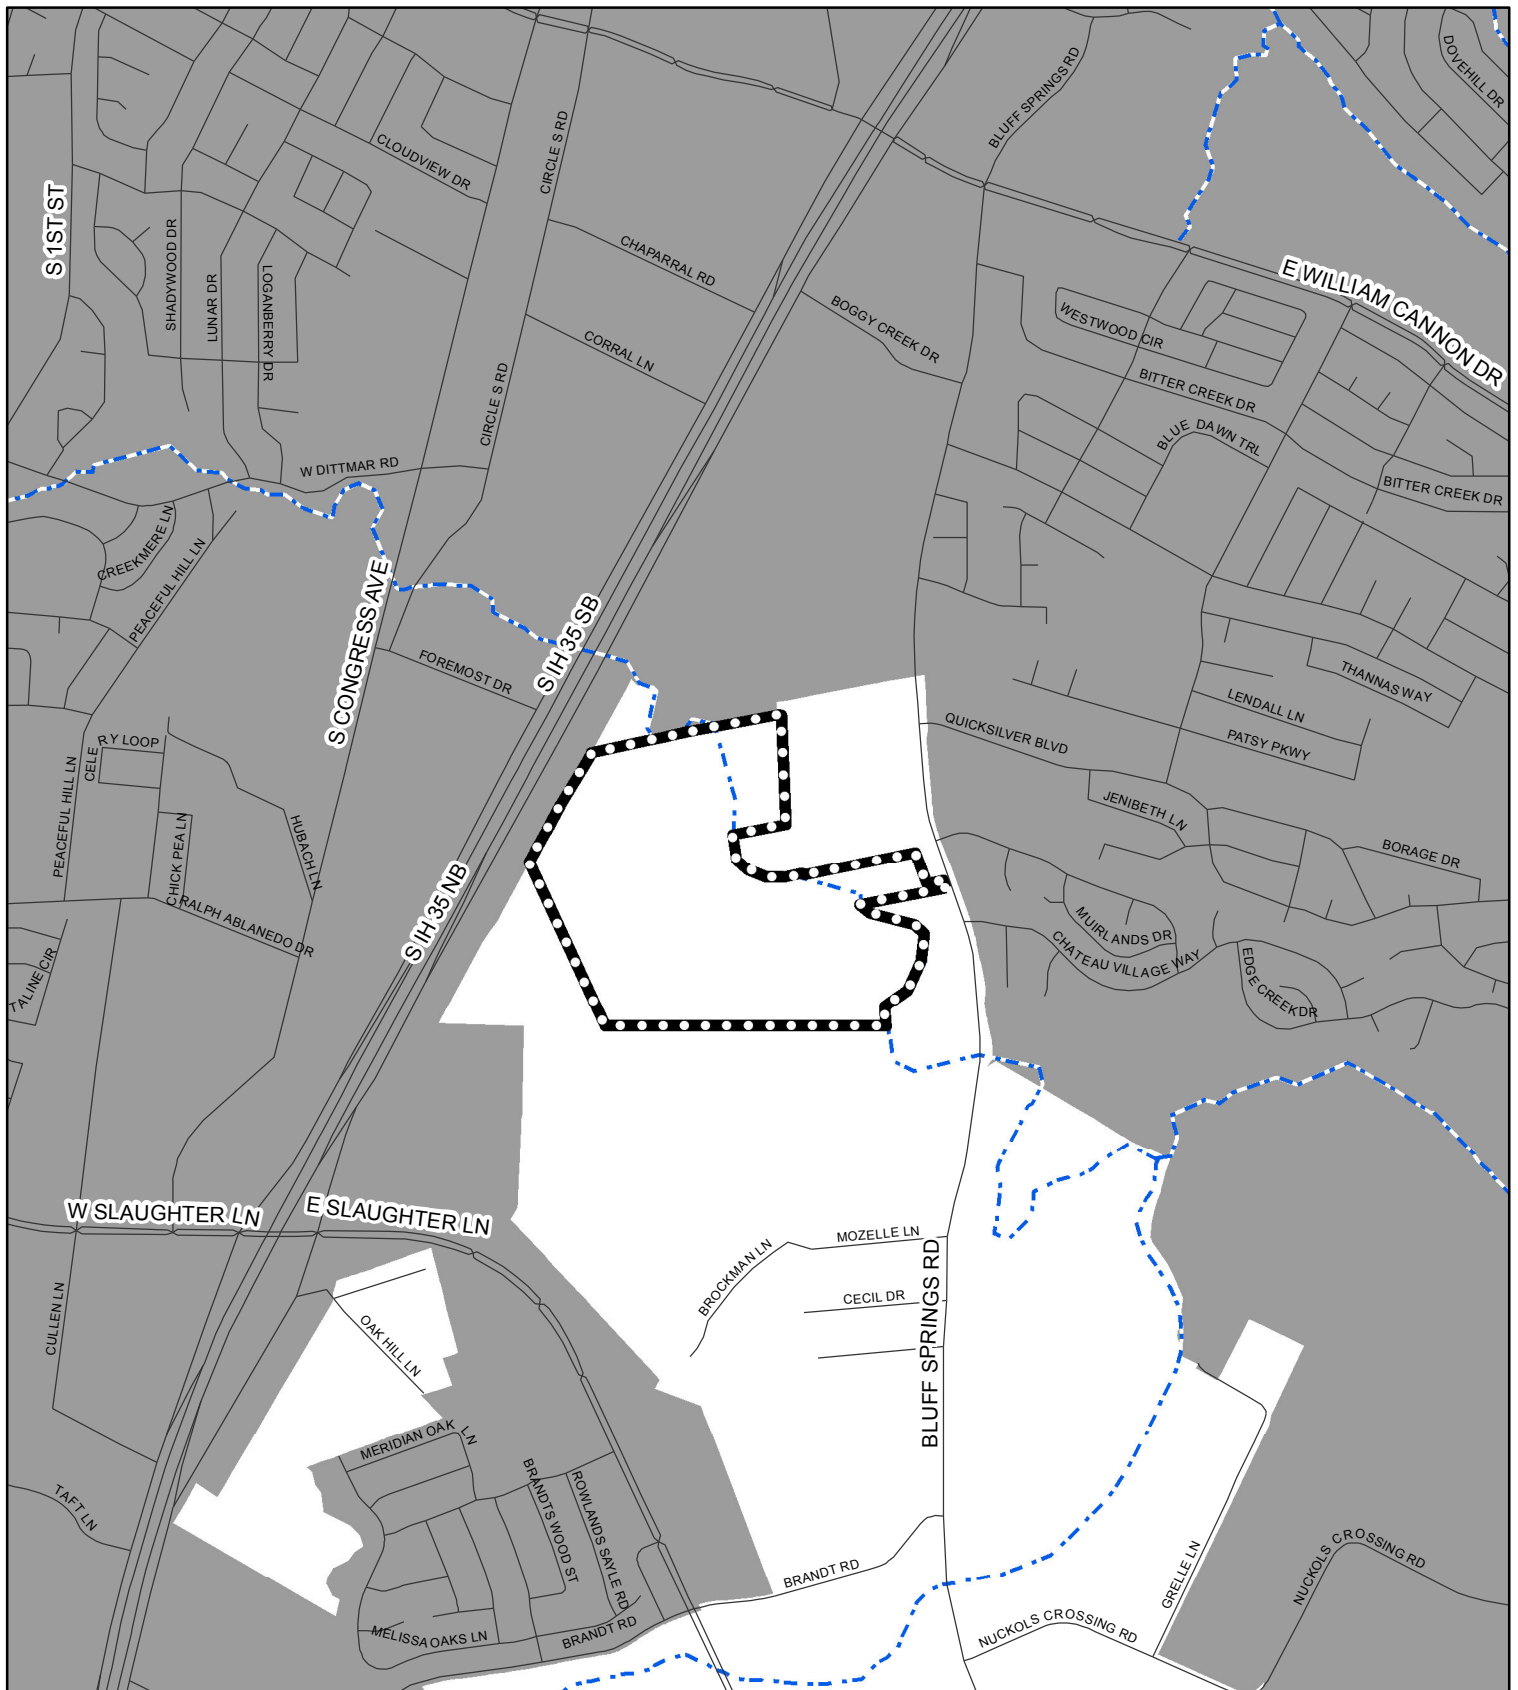 DOVEHILL DR
BLUFF SPRINGS RD
CIRCLE S RD
CLOUDVIEW DR
S 1ST ST
SHADYWOOD DR
LUNAR DR
LOGANBERRY DR
CHAPARRAL RD
E WILLIAM CANNON DR
BOGGY CREEK DR
WESTWOOD CIR
CORRAL LN
BITTER CREEK DR
CIRCLE S RD
BLUE DAWN TRL
W DITTMAR RD
BITTER CREEK DR
CREEKMERE LN
PEACEFUL HILL LN
S CONGRESS AVE
S IH 35 SB
FOREMOST DR
THANNAS WAY
LENDALL LN
QUICKSILVER BLVD
PATSY PKWY
CELE
RY LOOP
PEACEFUL HILL LN
JENIBETH LN
CHICK PEA LN
HUBACH LN
BORAGE DR
S IH 35 NB
RALPH ABLANEDO DR
MUIRLANDS DR
CHATEAU VILLAGE WAY
EDGE CREEK DR
TALINE CIR
W SLAUGHTER LN
E SLAUGHTER LN
MOZELLE LN
BROCKMAN LN
CECIL DR
BLUFF SPRINGS RD
CULLEN LN
OAK HILL LN
MERIDIAN OAK LN
TAFT LN
BRANDTS WOOD ST
ROWLANDS SAYLE RD
BRANDT RD
GRELLE LN
NUCKOLS CROSSING RD
MELISSA OAKS LN
BRANDT RD
NUCKOLS CROSSING RD